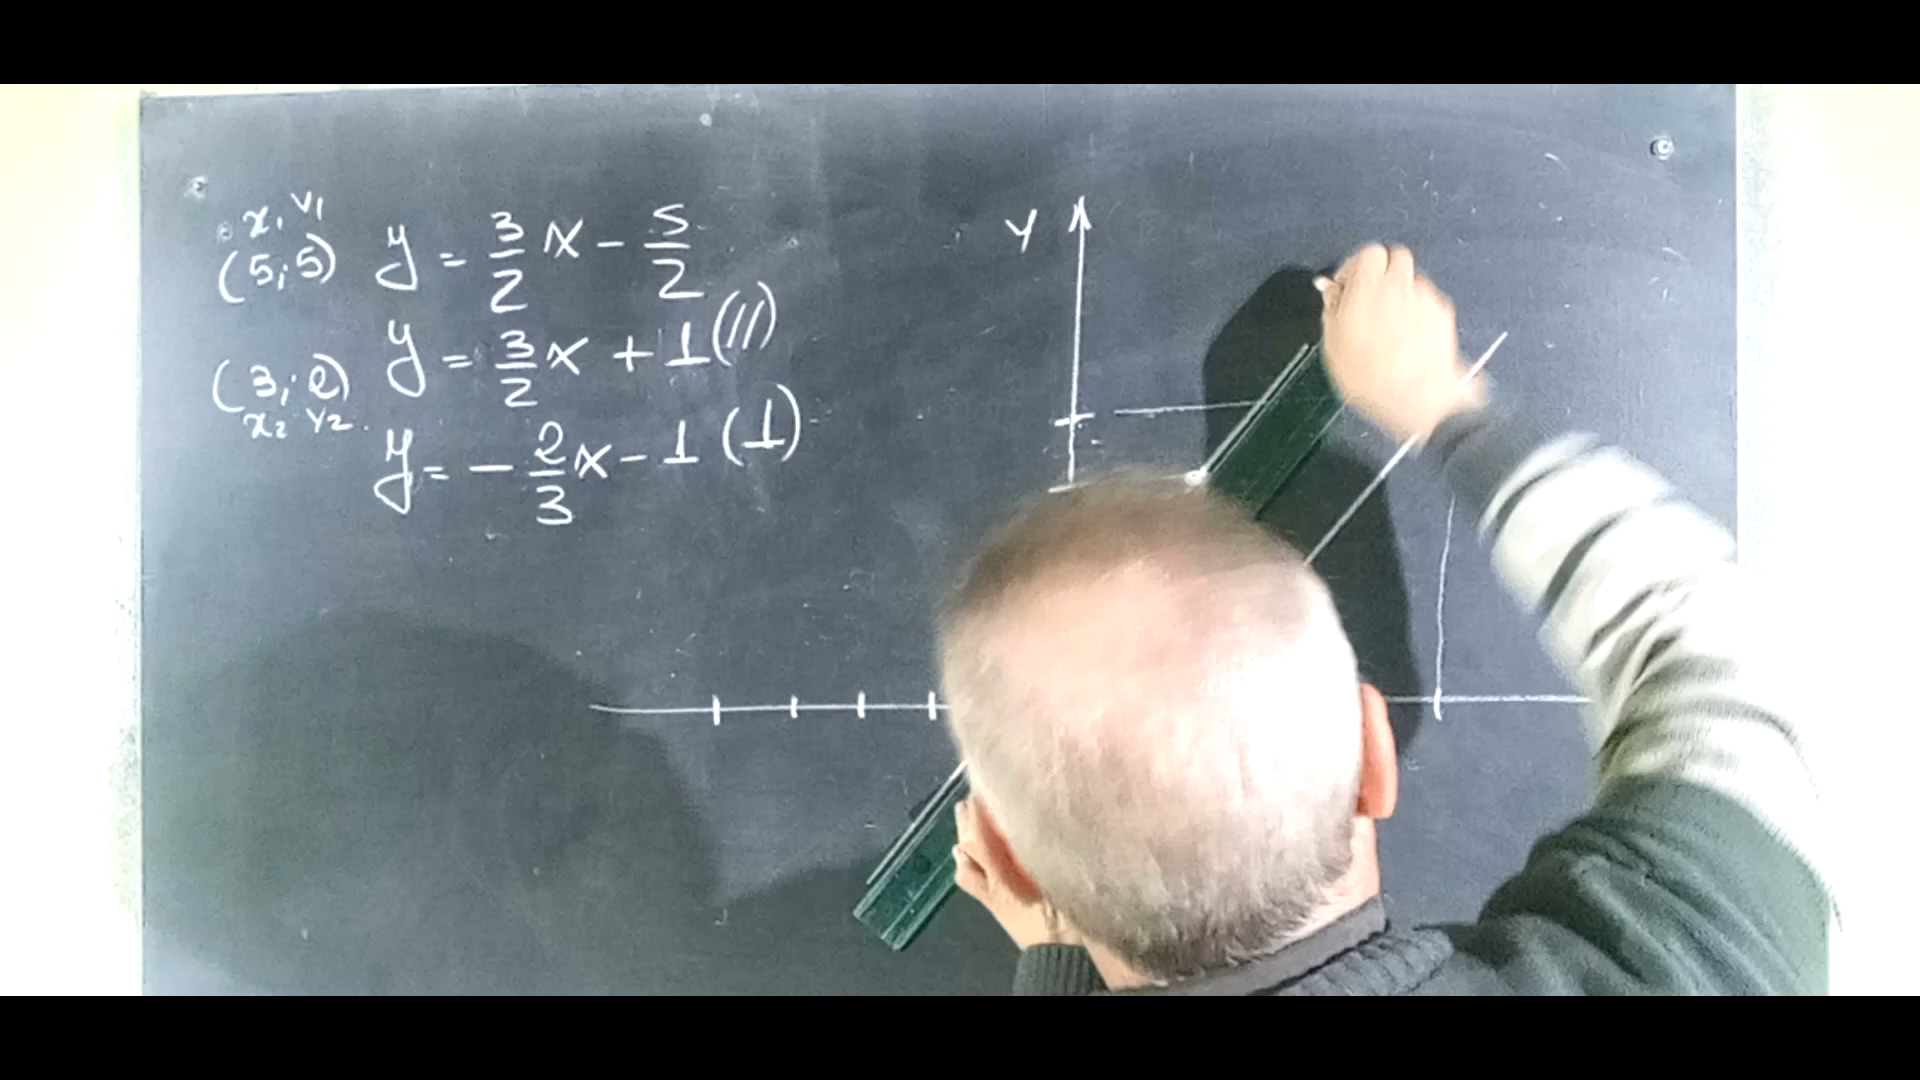 x₁ y₁
(5; 5) y = 3/2 x - 5/2
y = 3/2 x + 1 (//)
(3; 2)
x₂ y₂
y = - 2/3 x - 1 (⊥)
Y